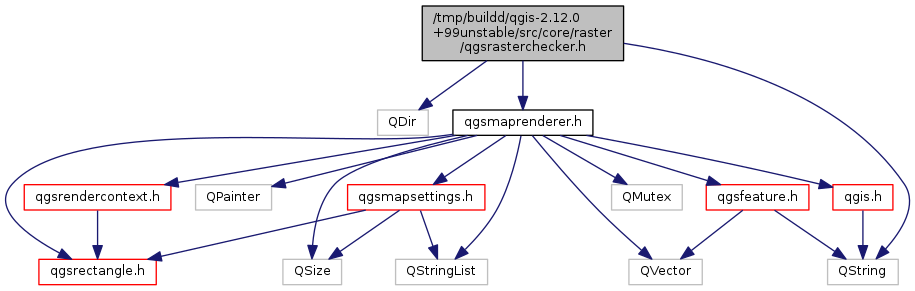 /tmp/buildd/qgis-2.12.0
+99unstable/src/core/raster
/qgsrasterchecker.h
QDir
qgsmaprenderer.h
qgsrendercontext.h
QPainter
qgsmapsettings.h
QMutex
qgsfeature.h
qgis.h
qgsrectangle.h
QSize
QStringList
QVector
QString